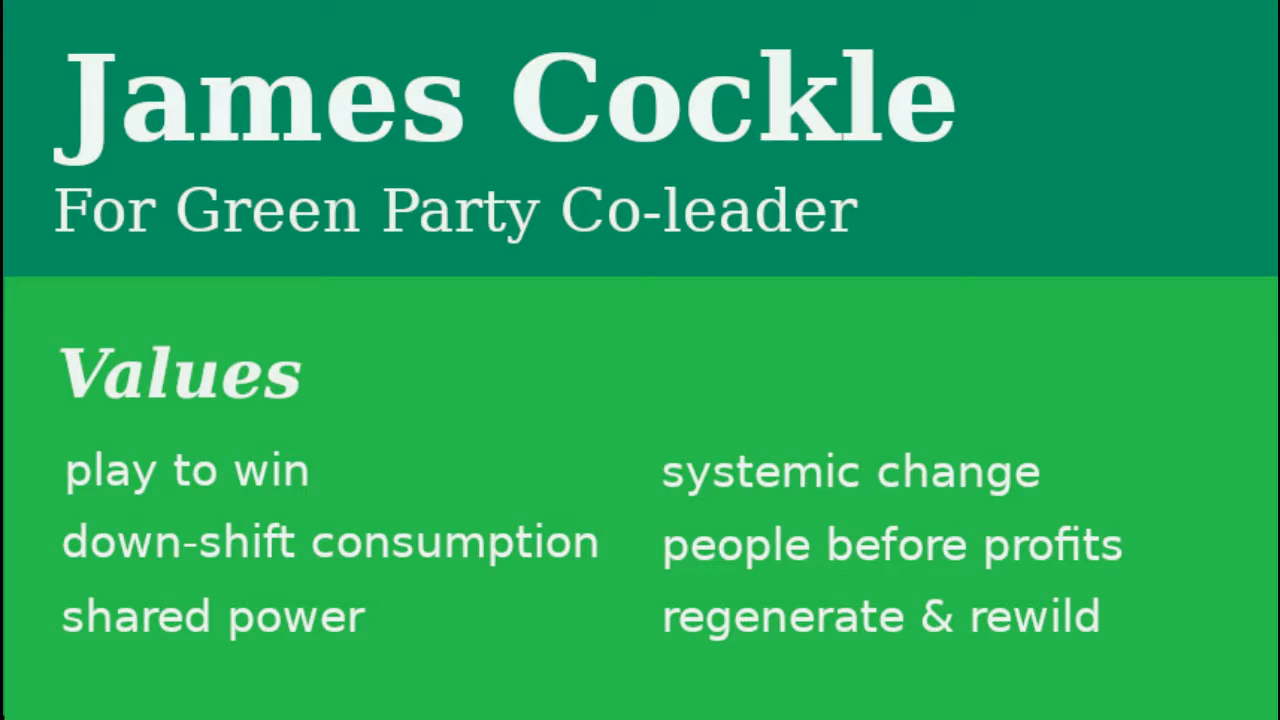 James Cockle
For Green Party Co-leader
Values
play to win
down-shift consumption
shared power
systemic change
people before profits
regenerate & rewild